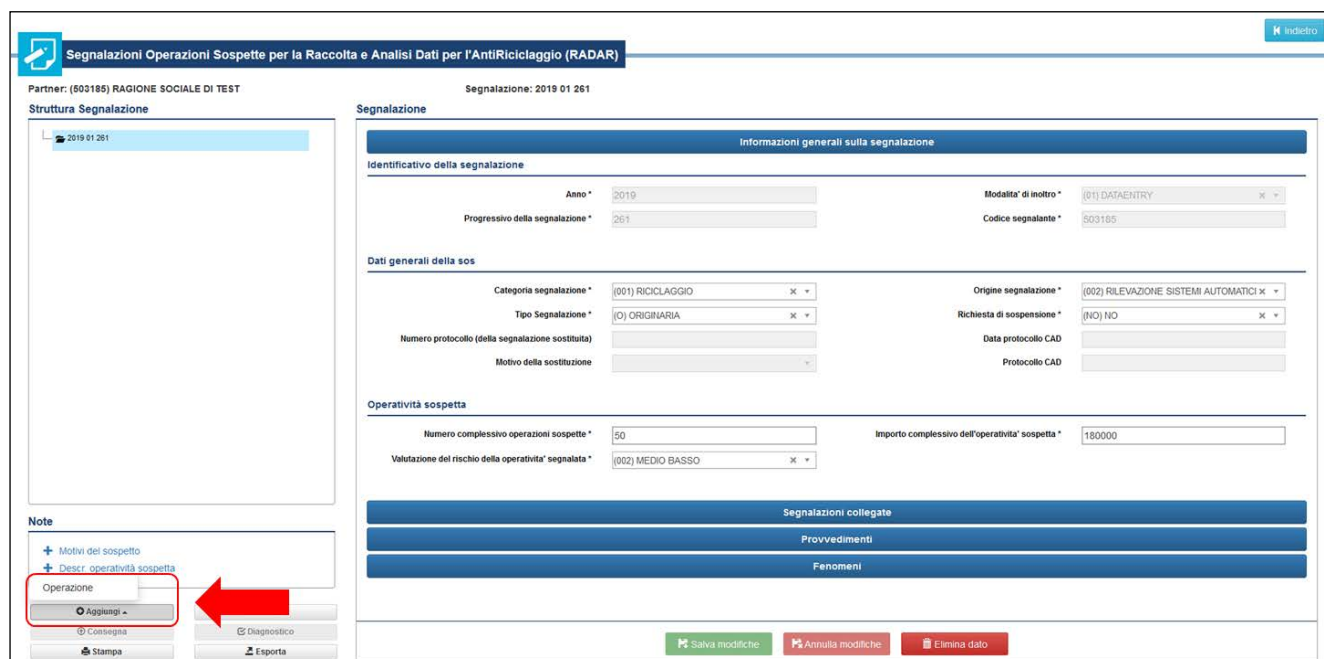 Indietro
Segnalazioni Operazioni Sospette per la Raccolta e Analisi Dati per l'AntiRiciclaggio (RADAR)
Partner: (503185) RAGIONE SOCIALE DI TEST
Segnalazione: 2019 01 261
Struttura Segnalazione
2019 01 261
Segnalazione
Informazioni generali sulla segnalazione
Identificativo della segnalazione
Anno * 2019 Modalita' di inoltro * (01) DATAENTRY
Progressivo della segnalazione * 261 Codice segnalante * 503185
Dati generali della sos
Categoria segnalazione * (001) RICICLAGGIO Origine segnalazione * (002) RILEVAZIONE SISTEMI AUTOMATICI
Tipo Segnalazione * (O) ORIGINARIA Richiesta di sospensione * (NO) NO
Numero protocollo (della segnalazione sostituita) Data protocollo CAD
Motivo della sostituzione Protocollo CAD
Operatività sospetta
Numero complessivo operazioni sospette * 50 Importo complessivo dell'operativita' sospetta * 180000
Valutazione del rischio della operativita' segnalata * (002) MEDIO BASSO
Segnalazioni collegate
Provvedimenti
Fenomeni
Note
Motivi del sospetto
Descr. operatività sospetta
Operazione
Aggiungi
Consegna Diagnostico
Stampa Esporta
Salva modifiche Annulla modifiche Elimina dato